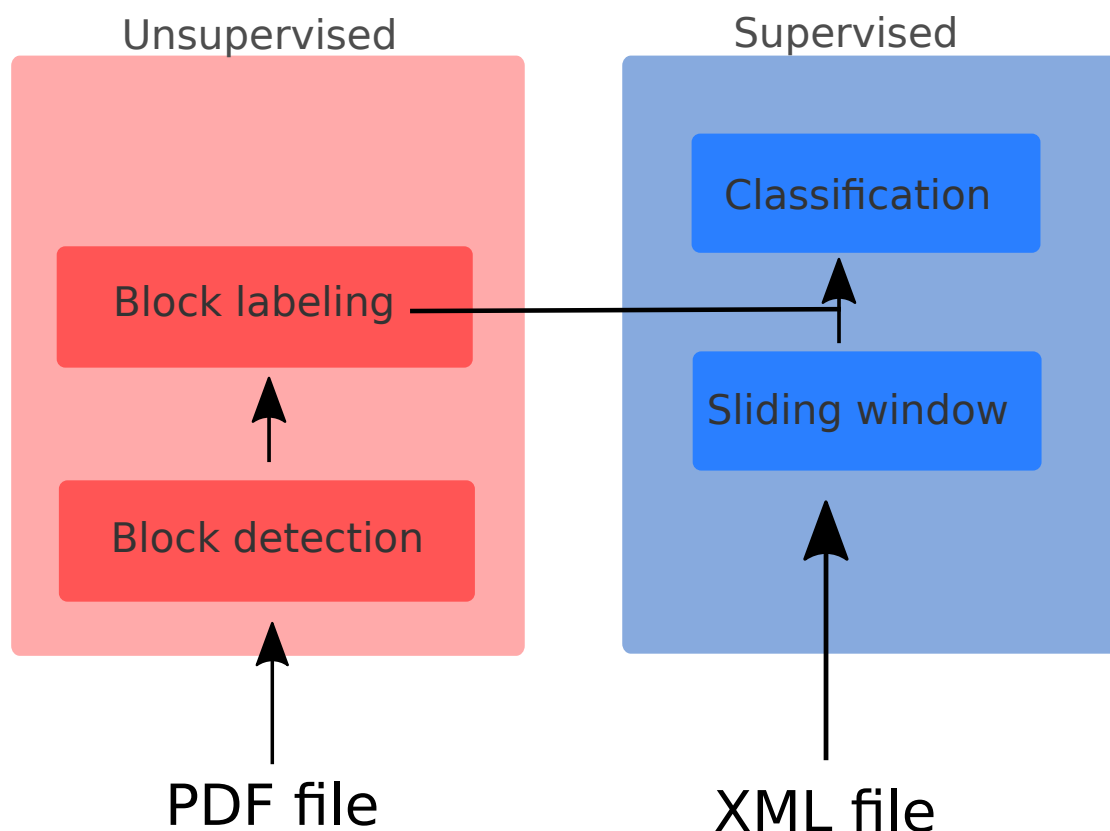 Unsupervised
Supervised
Classification
Block labeling
Sliding window
Block detection
PDF file
XML file